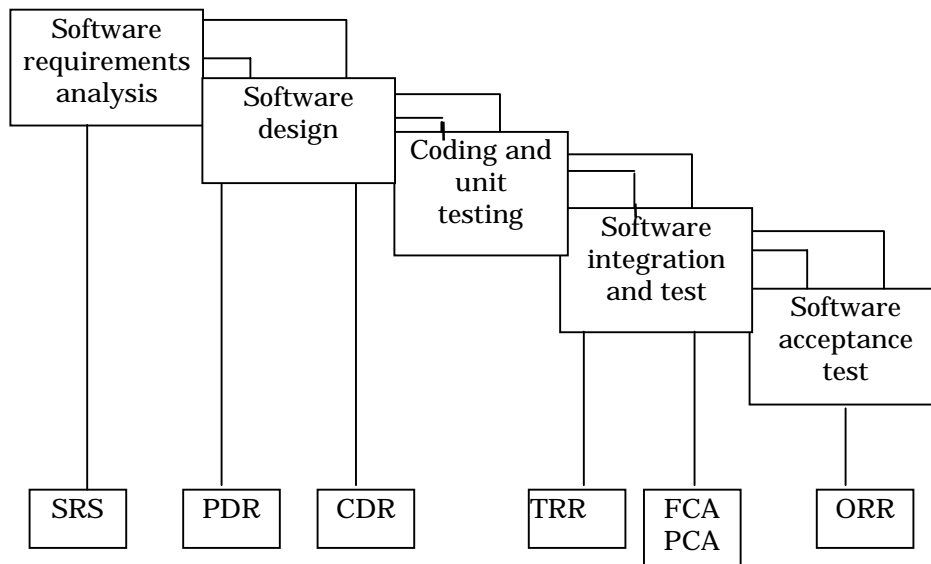 Software
requirements
analysis
Software
design
Coding and
unit
testing
Software
integration
and test
Software
acceptance
test
SRS
PDR
CDR
TRR
FCA
PCA
ORR